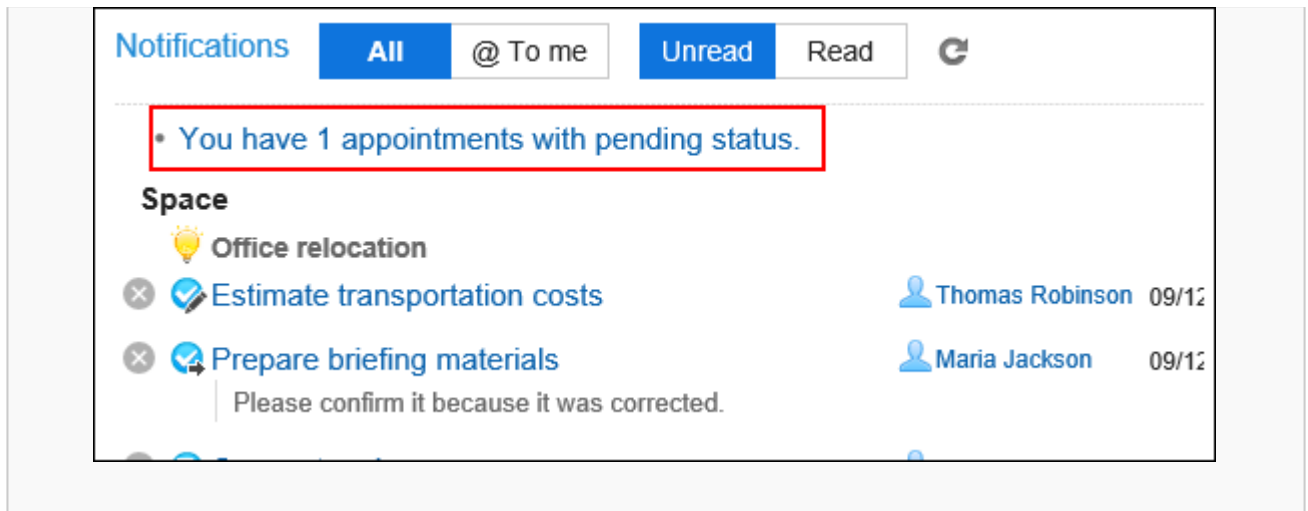 Notifications All @ To me Unread Read
• You have 1 appointments with pending status.
Space
Office relocation
Estimate transportation costs Thomas Robinson 09/12
Prepare briefing materials Maria Jackson 09/12
Please confirm it because it was corrected.